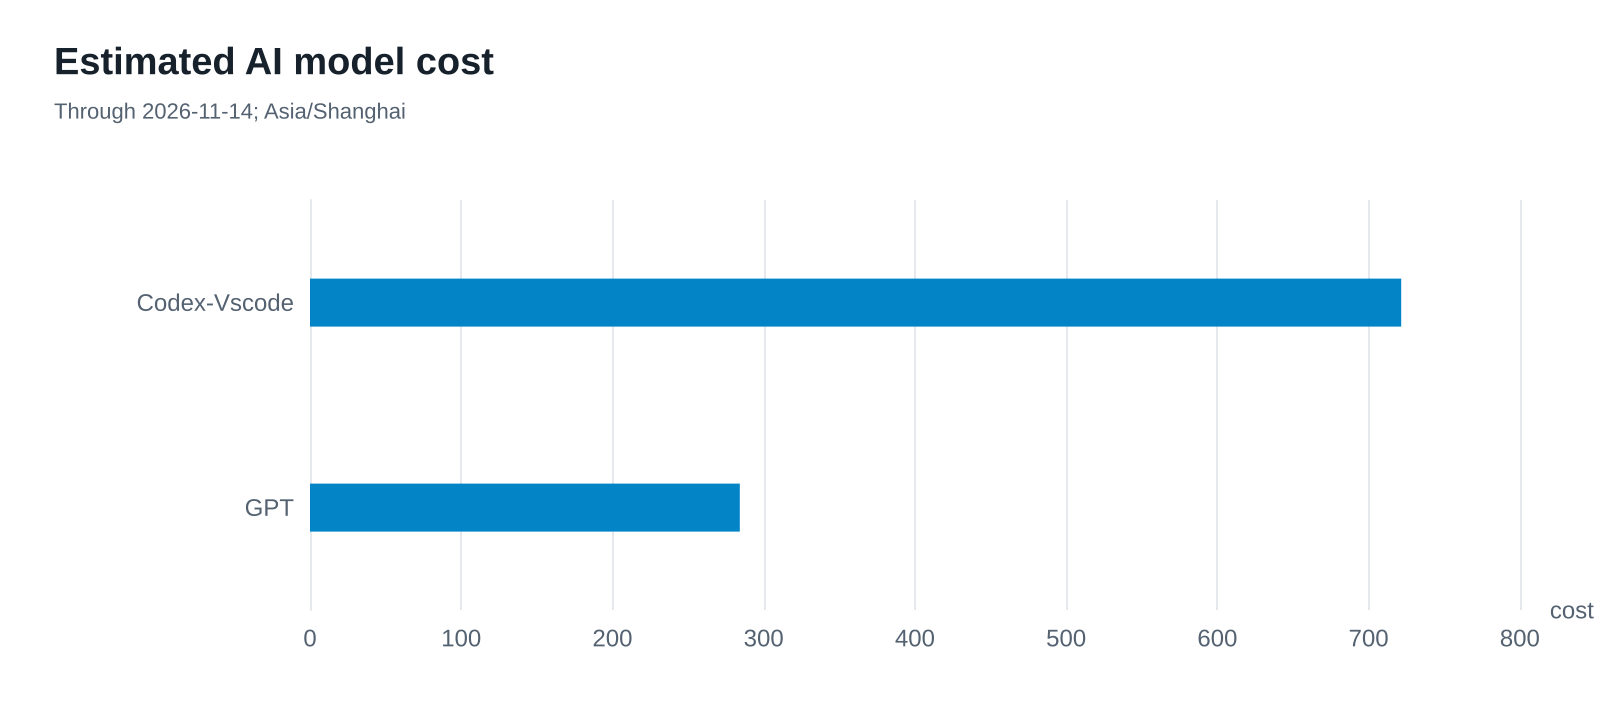 Estimated AI model cost
Through 2026-11-14; Asia/Shanghai
Codex-Vscode
GPT
cost
0 100 200 300 400 500 600 700 800